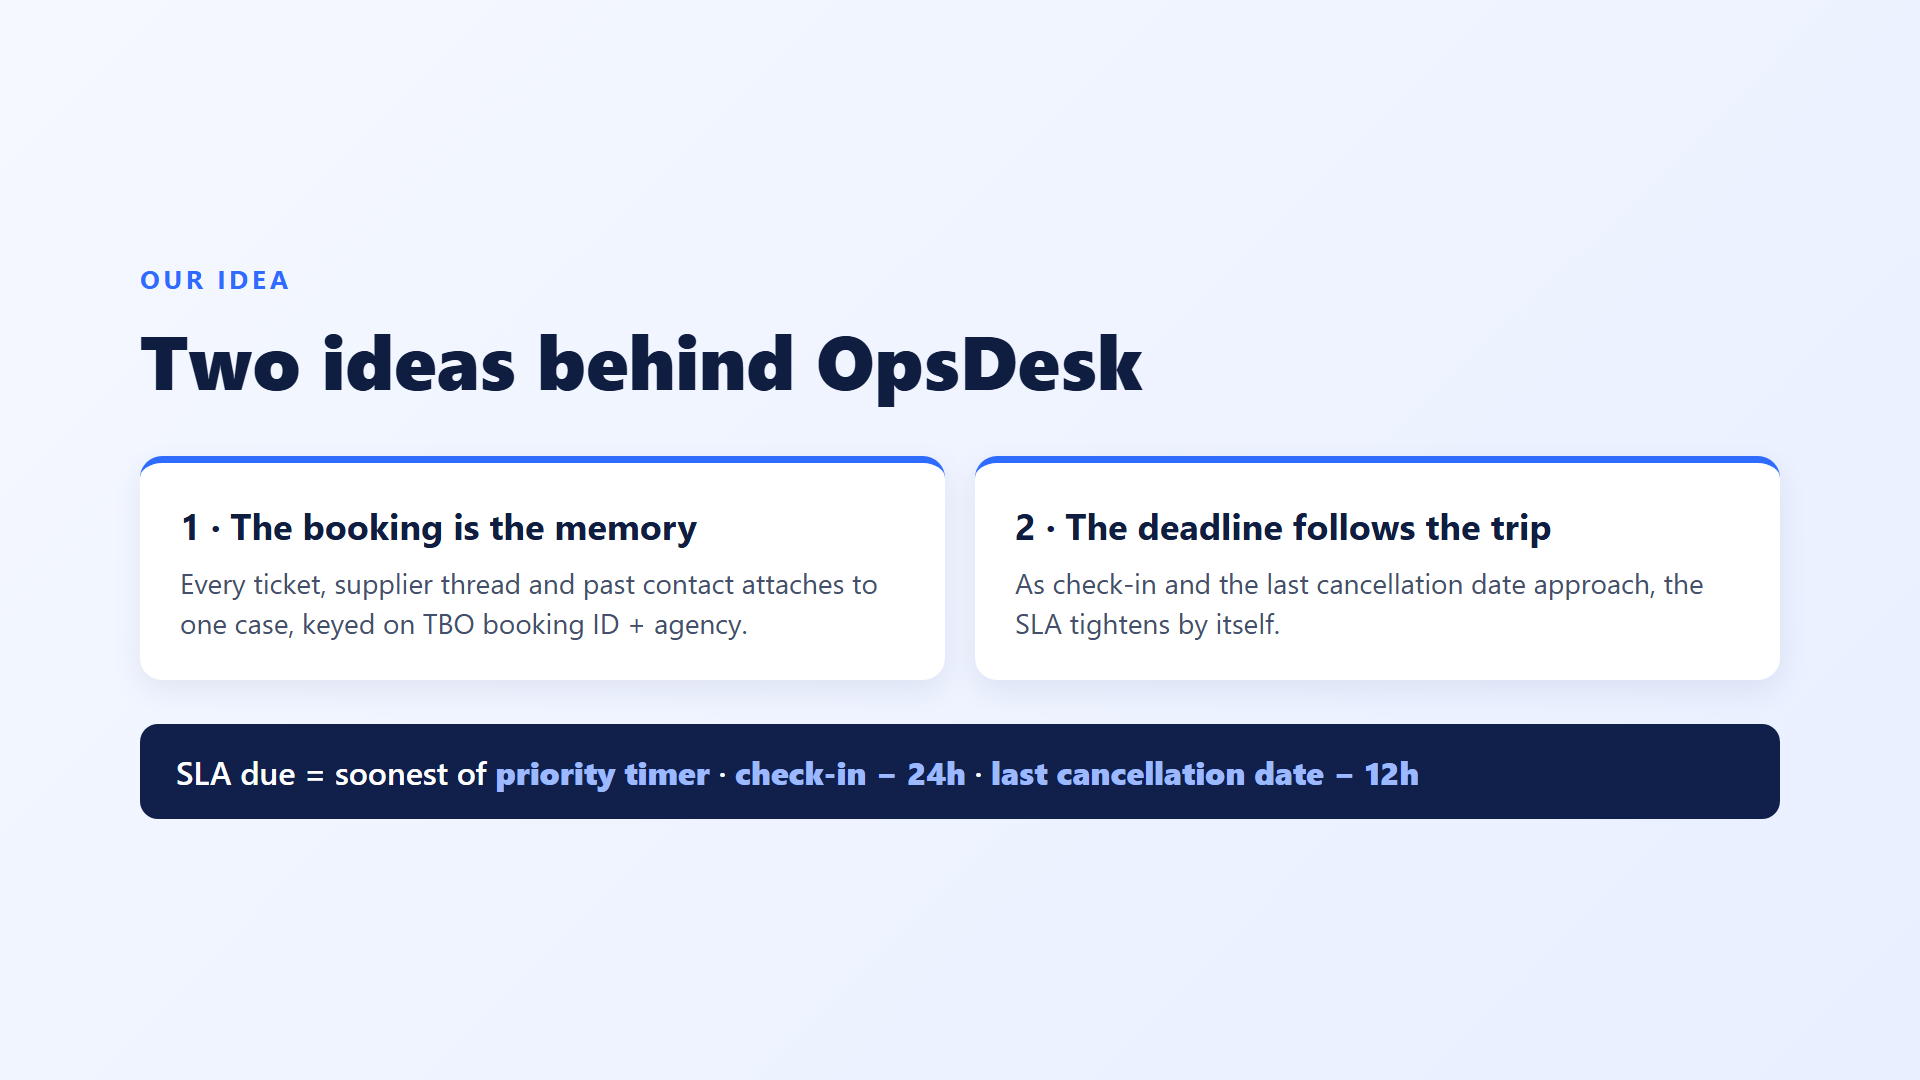 OUR IDEA
Two ideas behind OpsDesk
1 · The booking is the memory
Every ticket, supplier thread and past contact attaches to
one case, keyed on TBO booking ID + agency.
2 · The deadline follows the trip
As check-in and the last cancellation date approach, the
SLA tightens by itself.
SLA due = soonest of priority timer · check-in − 24h · last cancellation date − 12h